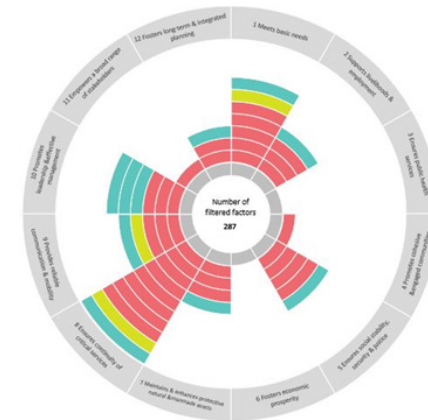 12 Fosters long-term & integrated
planning
1 Meets basic needs
2 Supports livelihoods &
employment
3 Ensures public health
services
4 Promotes cohesive
&engaged communities
5 Ensures social stability,
security & justice
6 Fosters economic
prosperity
7 Maintains & enhances protective
natural & manmade assets
8 Ensures continuity of
critical services
9 Provides reliable
communication & mobility
10 Promotes
leadership &effective
management
11 Empowers a broad range
of stakeholders
Number of
filtered factors
287